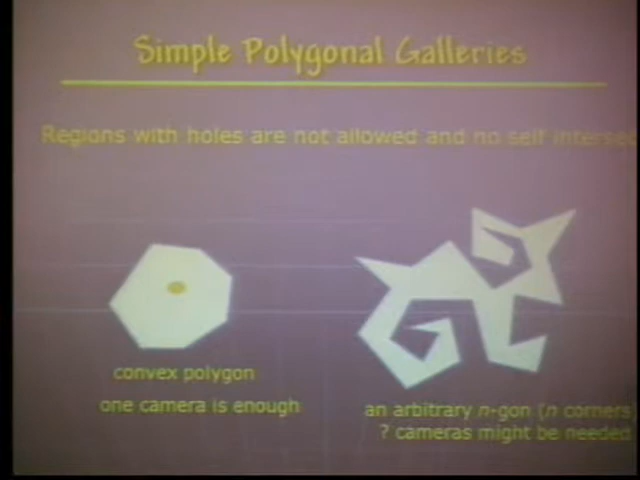 Simple Polygonal Galleries
Regions with holes are not allowed and no self
convex polygon
one camera is enough
an arbitrary n-gon (n corners
? cameras might be needed